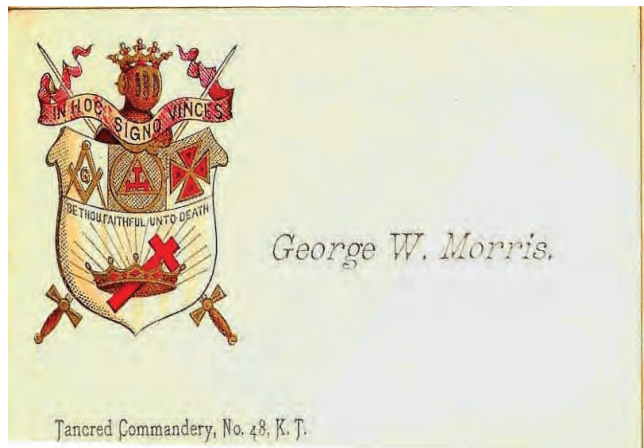 IN HOC SIGNO VINCES
G
BE THOU FAITHFUL UNTO DEATH
George W. Morris.
Tancred Commandery, No. 48, K. T.